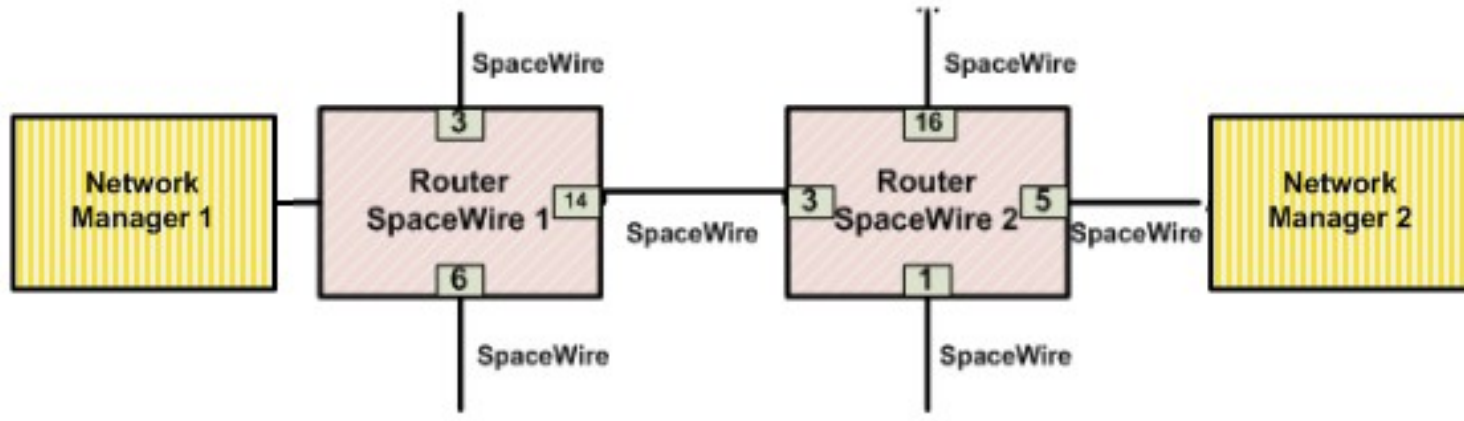 ...
SpaceWire
SpaceWire
3
16
Network
Manager 1
Router
SpaceWire 1
14
SpaceWire
3
Router
SpaceWire 2
5
SpaceWire
Network
Manager 2
6
1
SpaceWire
SpaceWire